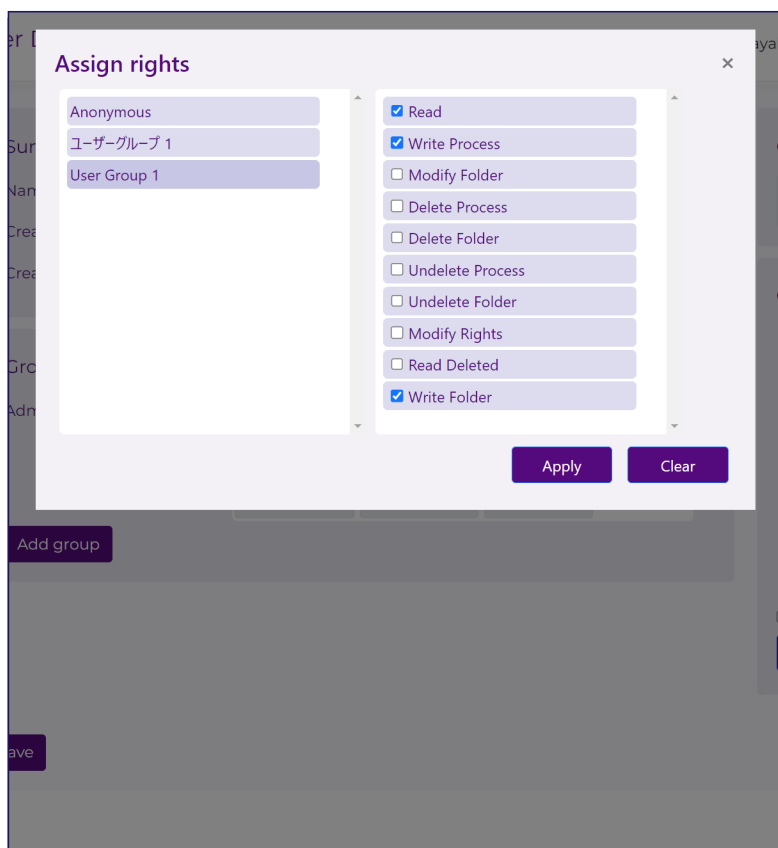 Assign rights
×
Anonymous
ユーザーグループ 1
User Group 1
Read
Write Process
Modify Folder
Delete Process
Delete Folder
Undelete Process
Undelete Folder
Modify Rights
Read Deleted
Write Folder
Apply
Clear
Add group